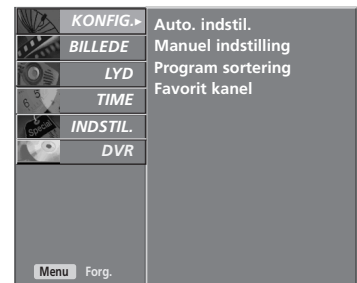 KONFIG.▸
BILLEDE
LYD
TIME
INDSTIL.
DVR
Auto. indstil.
Manuel indstilling
Program sortering
Favorit kanel
Menu Forg.